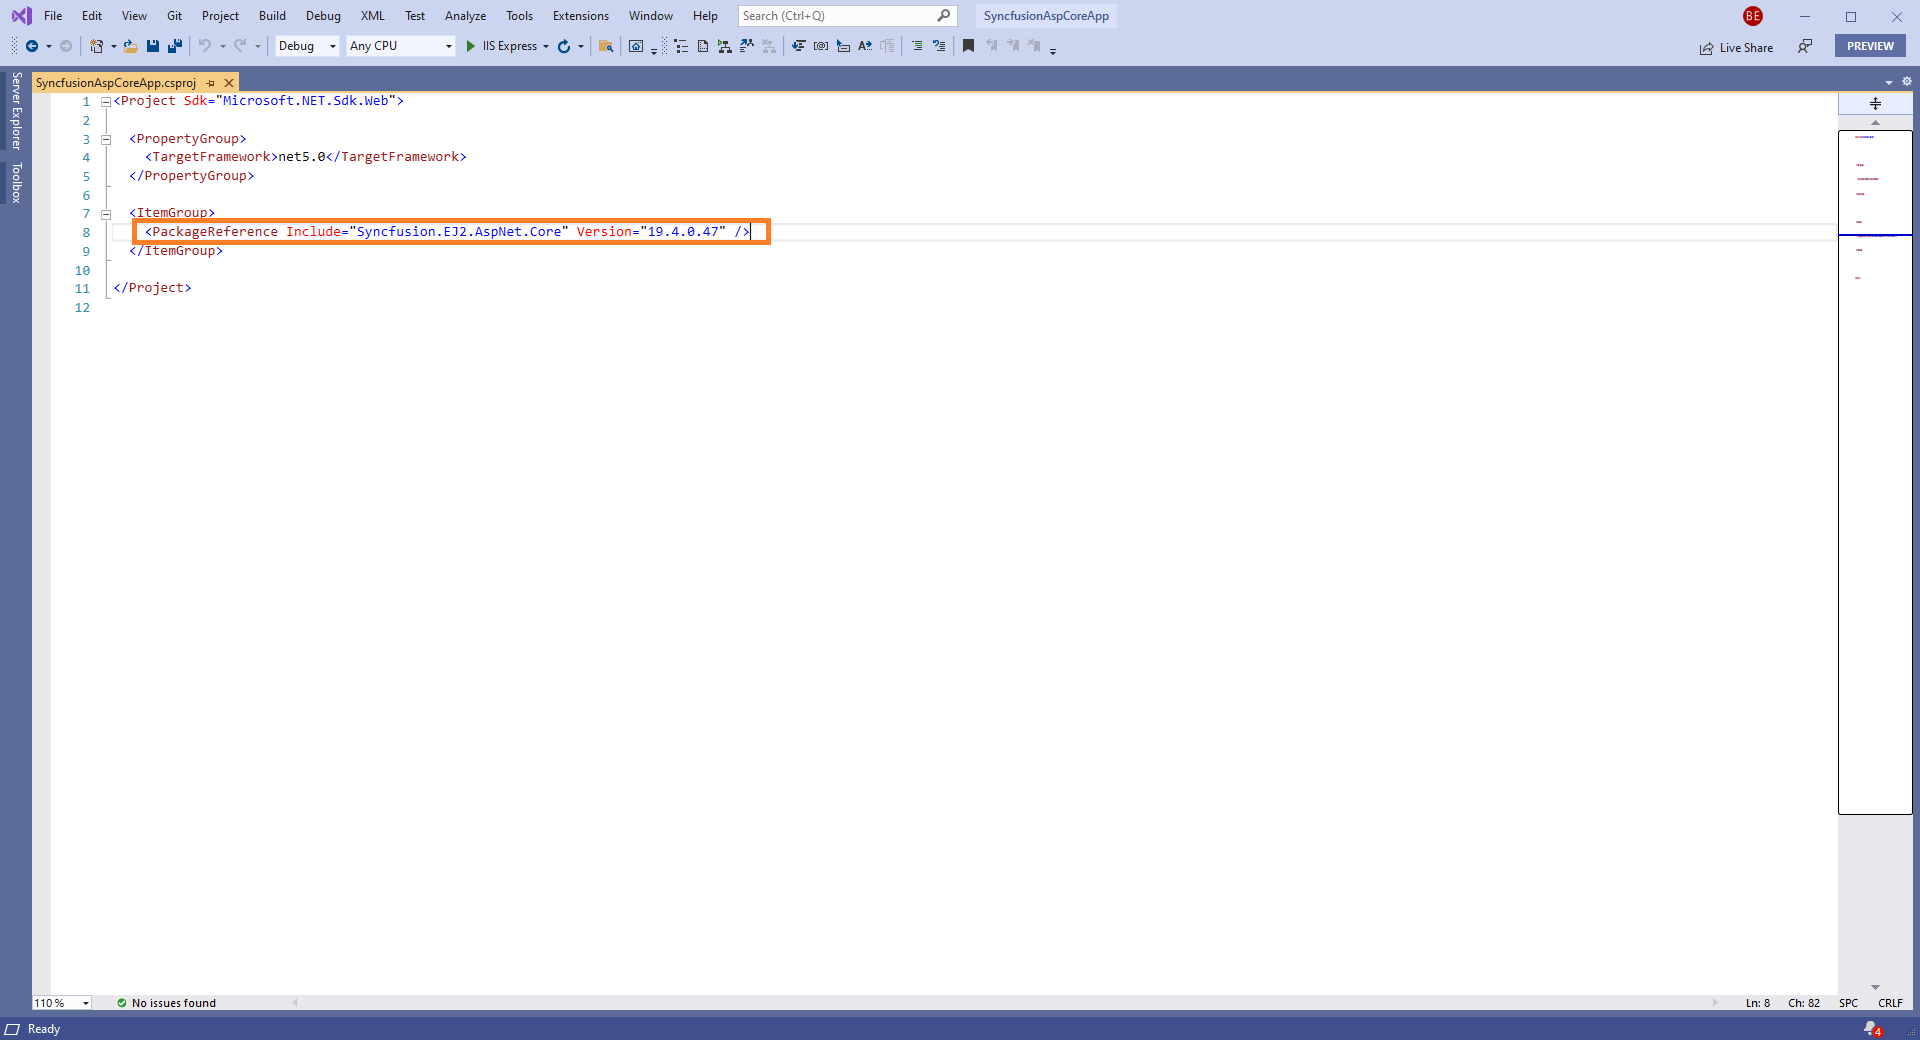 File Edit View Git Project Build Debug XML Test Analyze Tools Extensions Window Help Search (Ctrl+Q) SyncfusionAspCoreApp BE
Debug Any CPU IIS Express Live Share PREVIEW
SyncfusionAspCoreApp.csproj
Server Explorer
Toolbox
1 <Project Sdk="Microsoft.NET.Sdk.Web">
2
3 <PropertyGroup>
4 <TargetFramework>net5.0</TargetFramework>
5 </PropertyGroup>
6
7 <ItemGroup>
8 <PackageReference Include="Syncfusion.EJ2.AspNet.Core" Version="19.4.0.47" />
9 </ItemGroup>
10
11 </Project>
12
110 % No issues found Ln: 8 Ch: 82 SPC CRLF
Ready 4